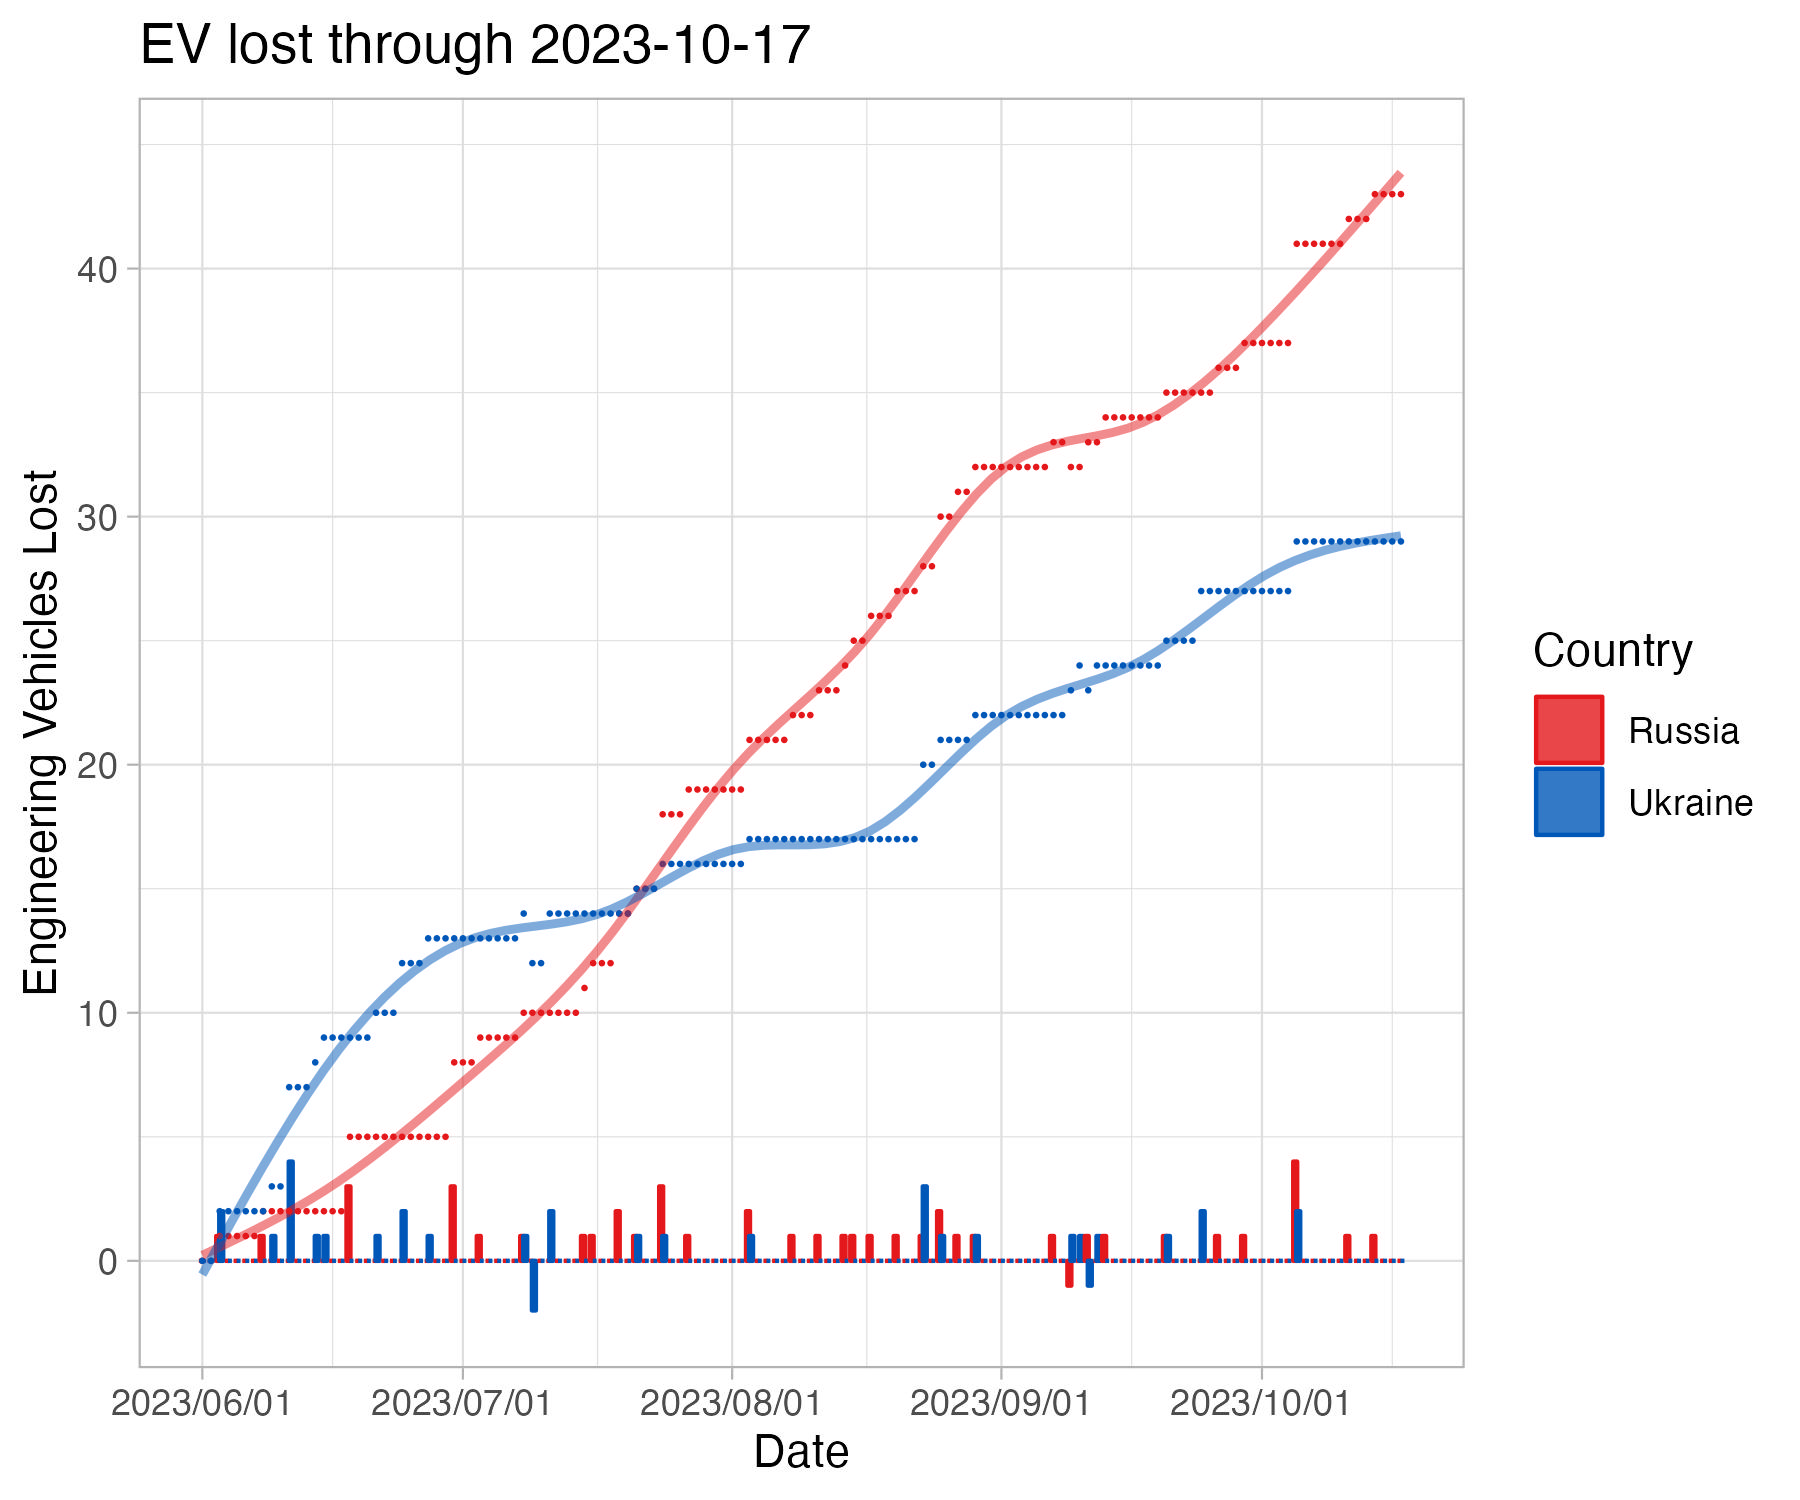 EV lost through 2023-10-17
Engineering Vehicles Lost
40
30
20
10
0
2023/06/01 2023/07/01 2023/08/01 2023/09/01 2023/10/01
Date
Country
Russia
Ukraine